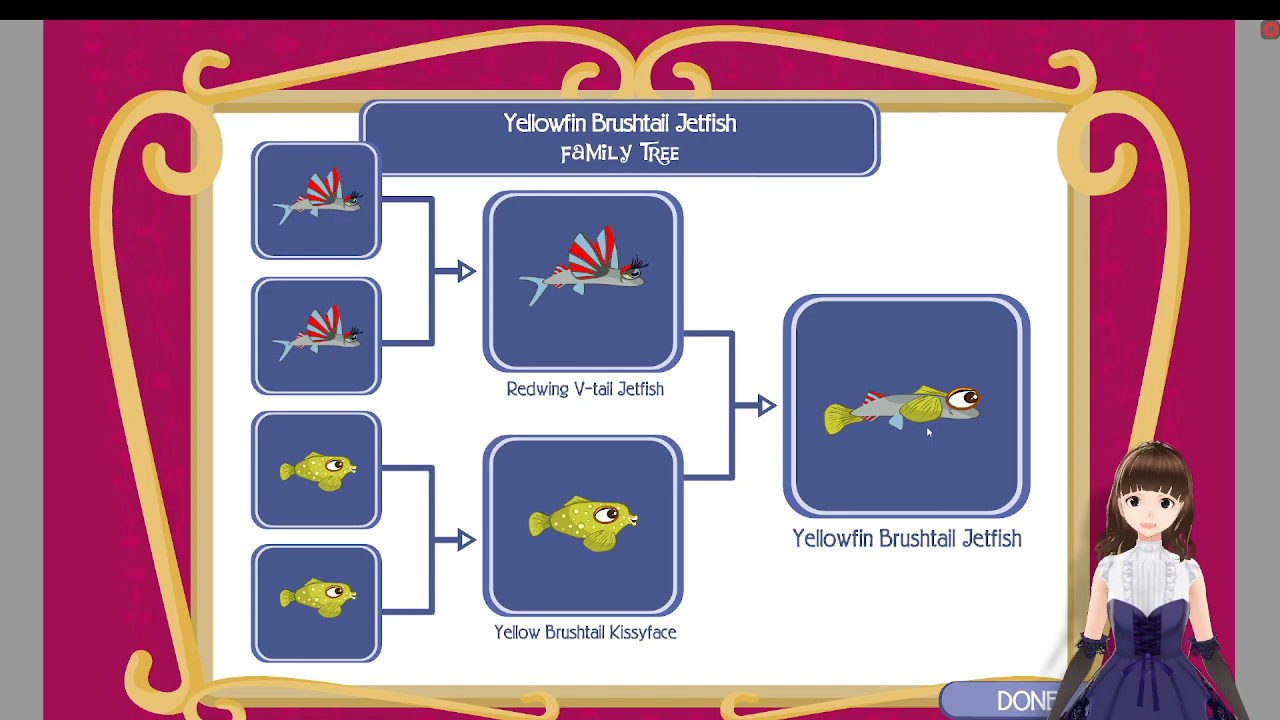 Yellowfin Brushtail Jetfish
FAMILY TREE
Redwing V-tail Jetfish
Yellowfin Brushtail Jetfish
Yellow Brushtail Kissyface
DONE